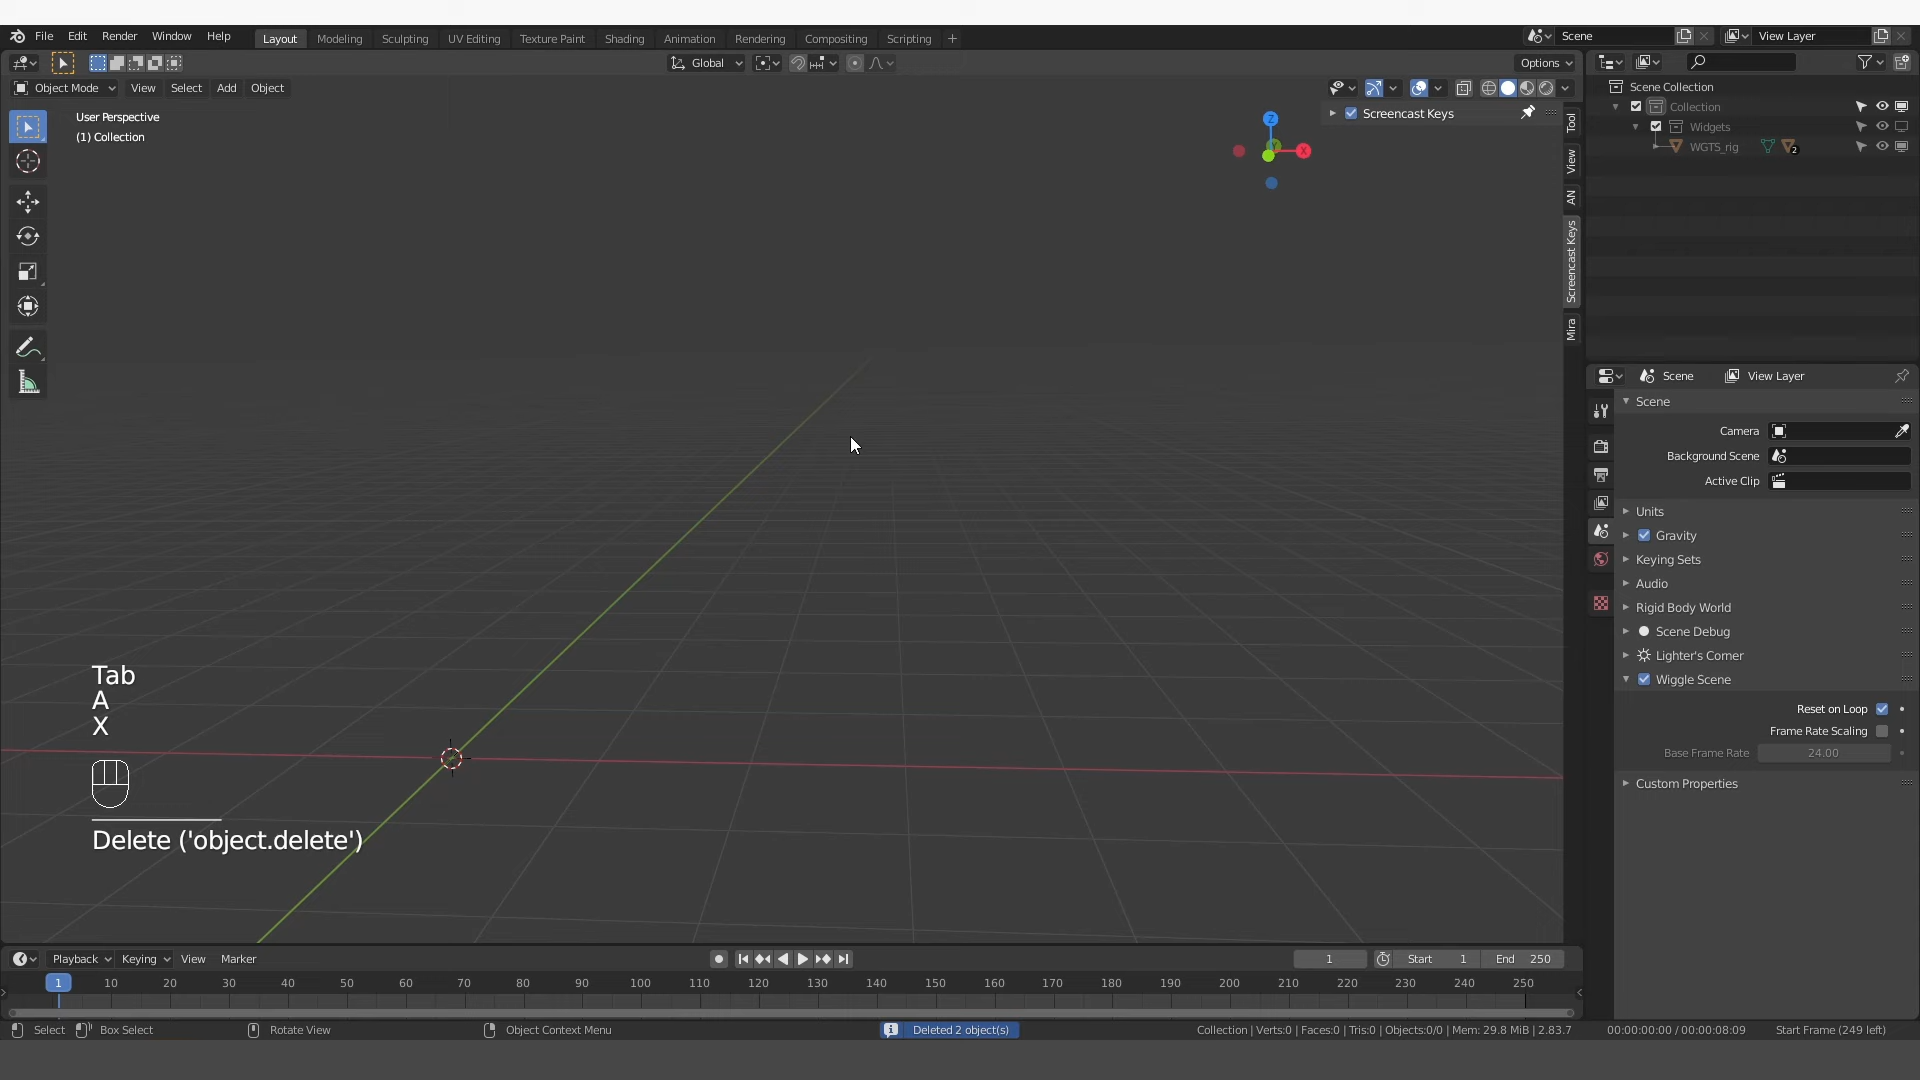 File Edit Render Window Help
Layout Modeling Sculpting UV Editing Texture Paint Shading Animation Rendering Compositing Scripting +
Scene
View Layer
Global
Options
Object Mode View Select Add Object
User Perspective
(1) Collection
Z
X
Screencast Keys
Tool
View
AN
Screencast Keys
Mira
Scene Collection
Collection
Widgets
WGTS_rig
2
Scene View Layer
Scene
Camera
Background Scene
Active Clip
Units
Gravity
Keying Sets
Audio
Rigid Body World
Scene Debug
Lighter's Corner
Wiggle Scene
Reset on Loop
Frame Rate Scaling
Base Frame Rate 24.00
Custom Properties
Tab
A
X
Delete ('object.delete')
Playback Keying View Marker
1 Start 1 End 250
1 10 20 30 40 50 60 70 80 90 100 110 120 130 140 150 160 170 180 190 200 210 220 230 240 250
Select Box Select Rotate View Object Context Menu
Deleted 2 object(s)
Collection | Verts:0 | Faces:0 | Tris:0 | Objects:0/0 | Mem: 29.8 MiB | 2.83.7
00:00:00:00 / 00:00:08:09
Start Frame (249 left)